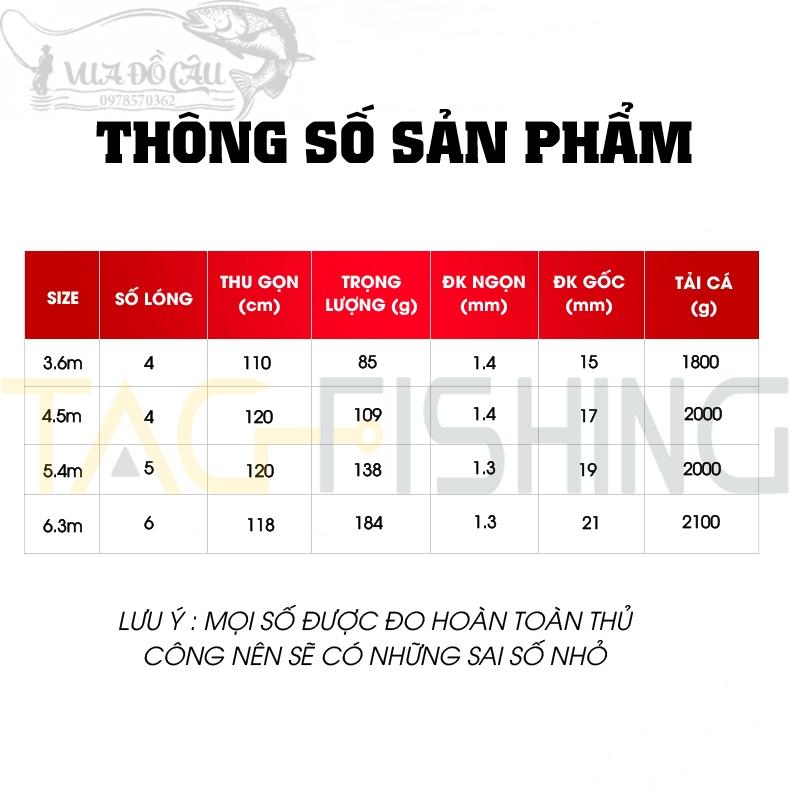 VUA ĐỒ CÂU
0978570362
THÔNG SỐ SẢN PHẨM
SIZE SỐ LÓNG THU GỌN (cm) TRỌNG LƯỢNG (g) ĐK NGỌN (mm) ĐK GỐC (mm) TẢI CÁ (g)
3.6m 4 110 85 1.4 15 1800
4.5m 4 120 109 1.4 17 2000
5.4m 5 120 138 1.3 19 2000
6.3m 6 118 184 1.3 21 2100
TAG FISHING
LƯU Ý : MỌI SỐ ĐƯỢC ĐO HOÀN TOÀN THỦ
CÔNG NÊN SẼ CÓ NHỮNG SAI SỐ NHỎ